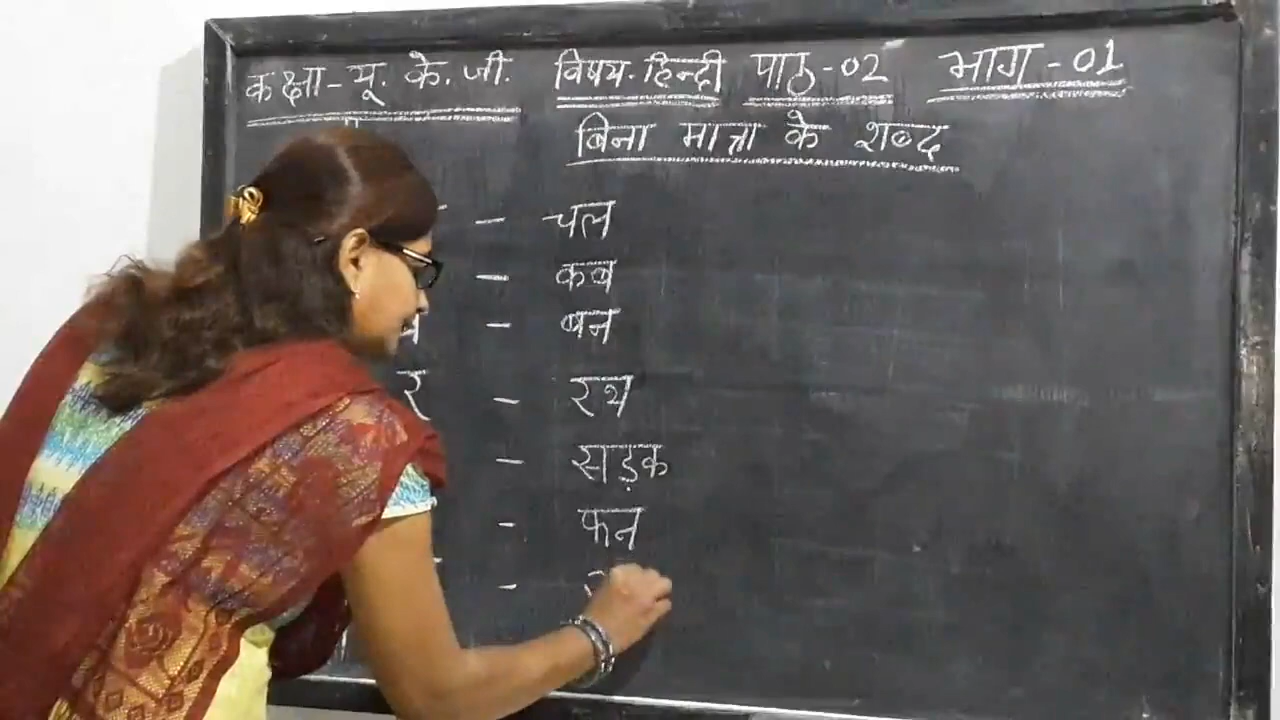 कक्षा-यू. के. जी. विषय-हिन्दी पाठ-02 भाग-01
बिना मात्रा के शब्द
- चल
- कब
ब - बन
र - रथ
- सड़क
- फन
-